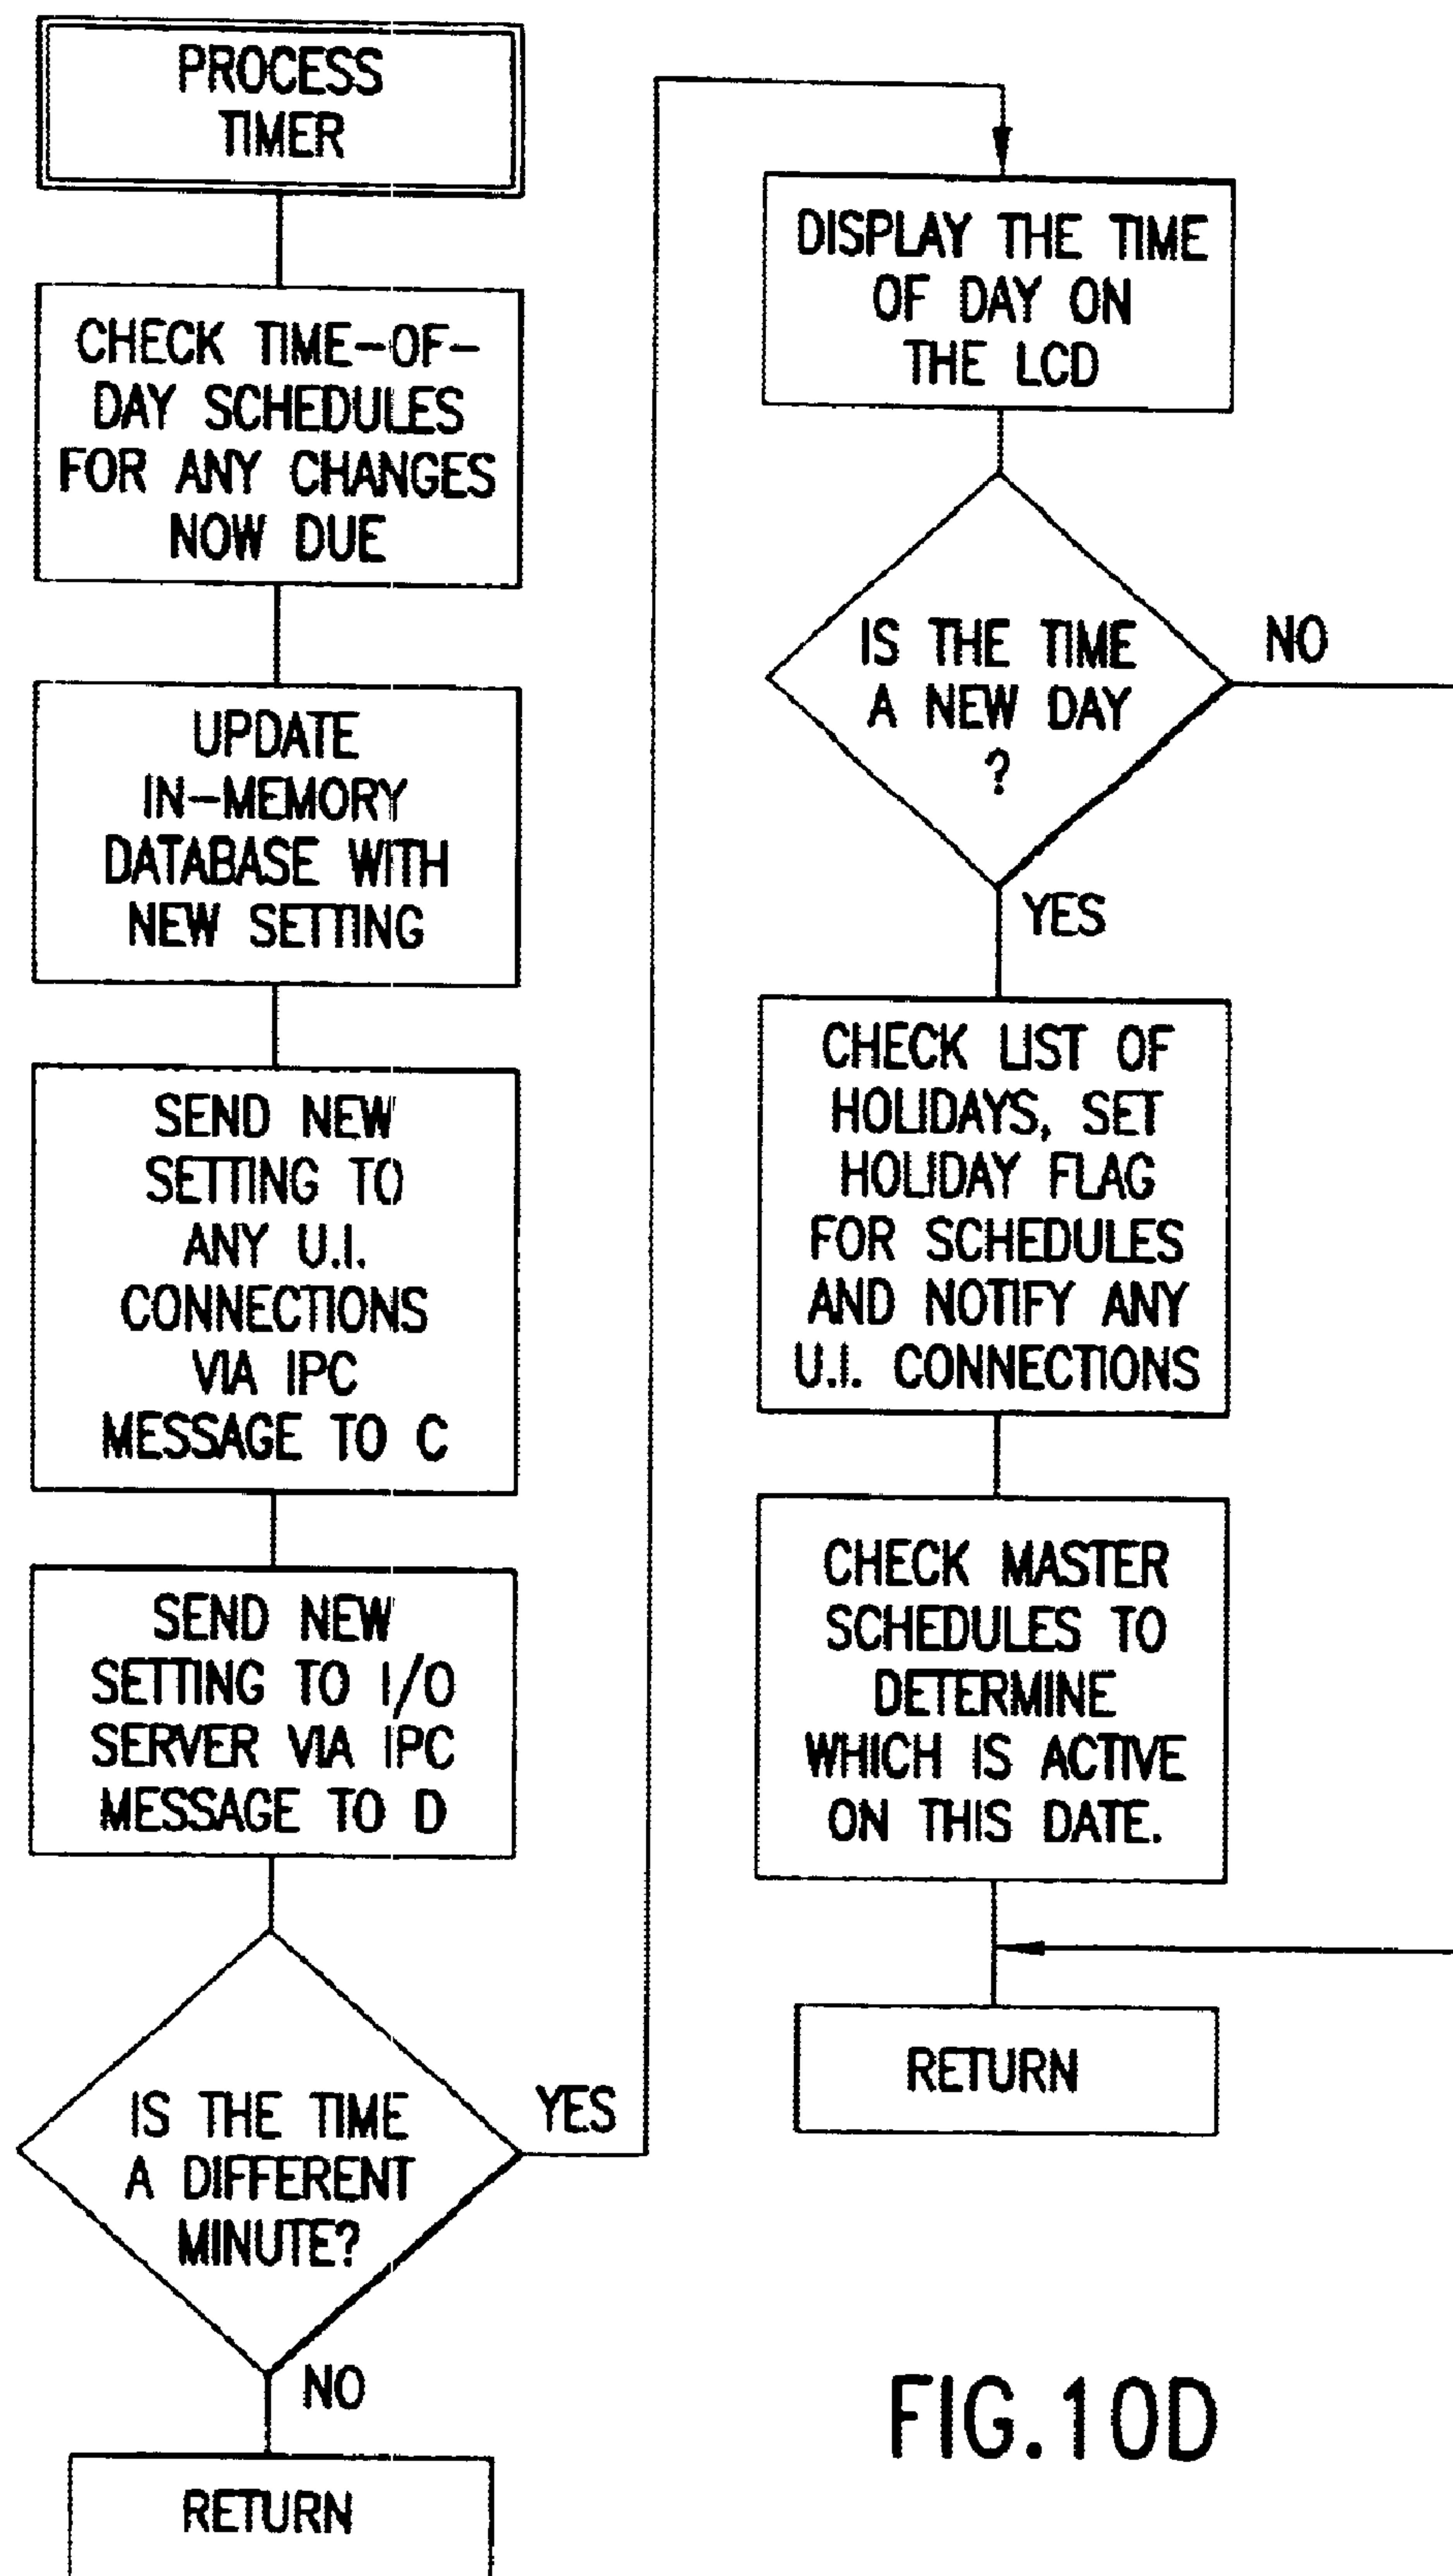 PROCESS
TIMER
CHECK TIME-OF-
DAY SCHEDULES
FOR ANY CHANGES
NOW DUE
UPDATE
IN-MEMORY
DATABASE WITH
NEW SETTING
SEND NEW
SETTING TO
ANY U.I.
CONNECTIONS
VIA IPC
MESSAGE TO C
SEND NEW
SETTING TO I/O
SERVER VIA IPC
MESSAGE TO D
IS THE TIME
A DIFFERENT
MINUTE?
YES
NO
RETURN
DISPLAY THE TIME
OF DAY ON
THE LCD
IS THE TIME
A NEW DAY
?
NO
YES
CHECK LIST OF
HOLIDAYS, SET
HOLIDAY FLAG
FOR SCHEDULES
AND NOTIFY ANY
U.I. CONNECTIONS
CHECK MASTER
SCHEDULES TO
DETERMINE
WHICH IS ACTIVE
ON THIS DATE.
RETURN
FIG.10D